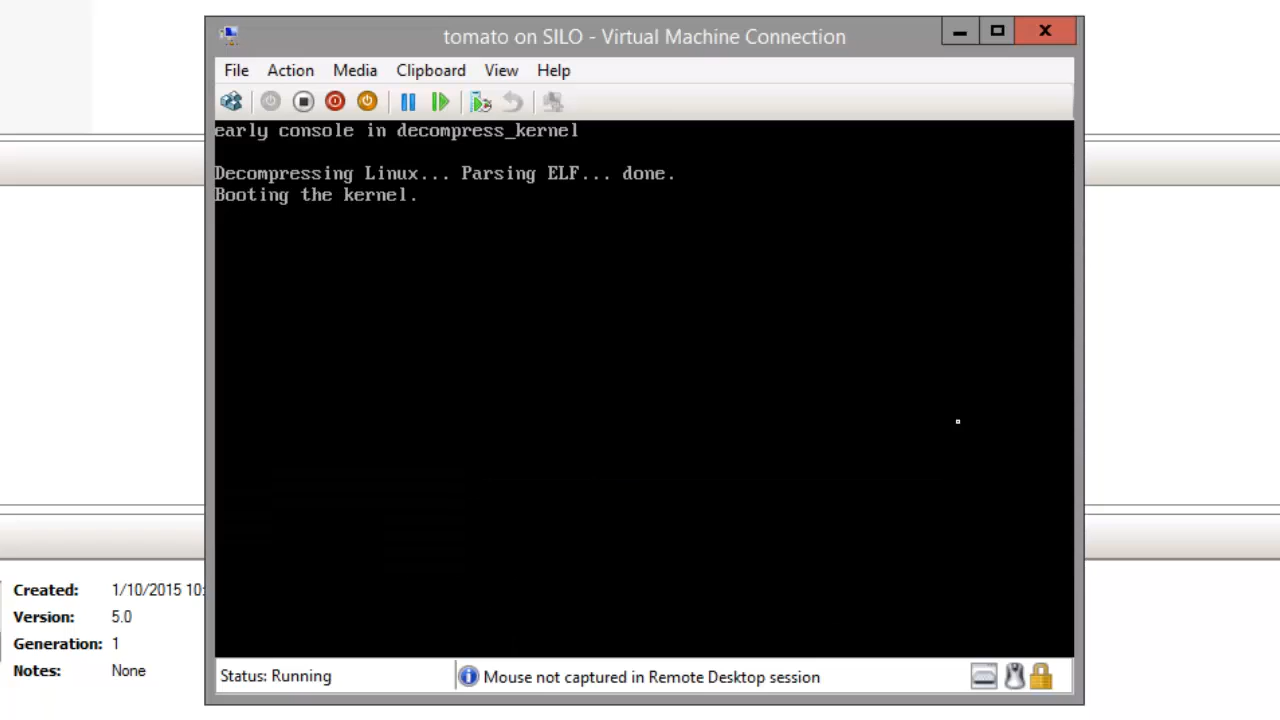 tomato on SILO - Virtual Machine Connection
File Action Media Clipboard View Help
early console in decompress_kernel
Decompressing Linux... Parsing ELF... done.
Booting the kernel.
Created: 1/10/2015 10:
Version: 5.0
Generation: 1
Notes: None
Status: Running
Mouse not captured in Remote Desktop session